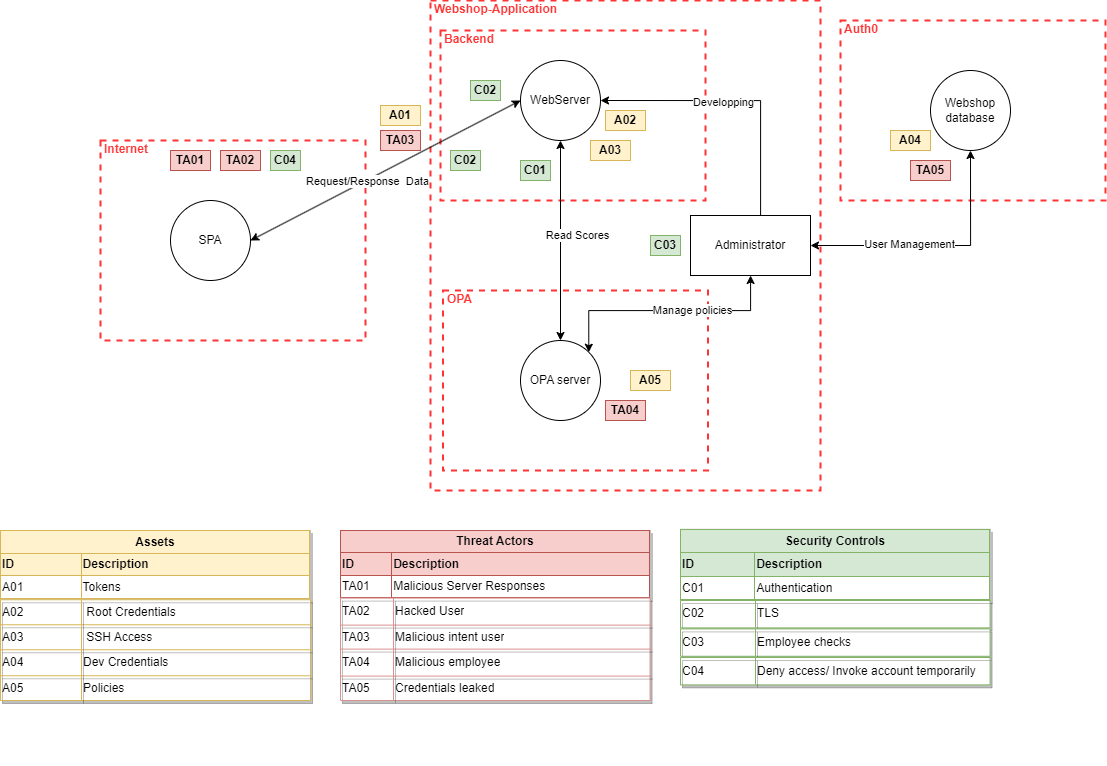 Webshop-Application
Backend
Auth0
C02
WebServer
Developping
Webshop
database
A01
A02
TA03
A04
Internet
A03
TA01 TA02 C04
C02
C01
TA05
Request/Response Data
SPA
Read Scores
C03
Administrator
User Management
OPA
Manage policies
OPA server
A05
TA04
Assets
ID Description
A01 Tokens
A02 Root Credentials
A03 SSH Access
A04 Dev Credentials
A05 Policies
Threat Actors
ID Description
TA01 Malicious Server Responses
TA02 Hacked User
TA03 Malicious intent user
TA04 Malicious employee
TA05 Credentials leaked
Security Controls
ID Description
C01 Authentication
C02 TLS
C03 Employee checks
C04 Deny access/ Invoke account temporarily